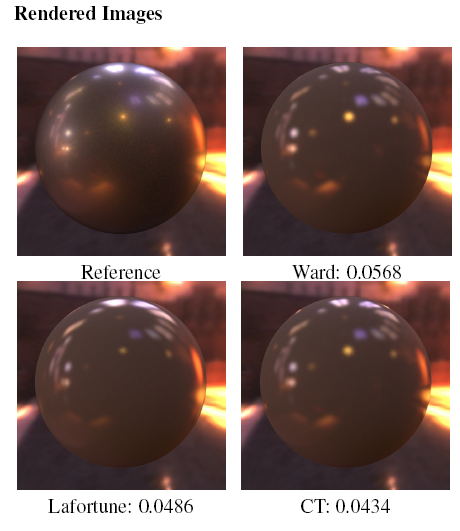 Rendered Images
Reference
Ward: 0.0568
Lafortune: 0.0486
CT: 0.0434